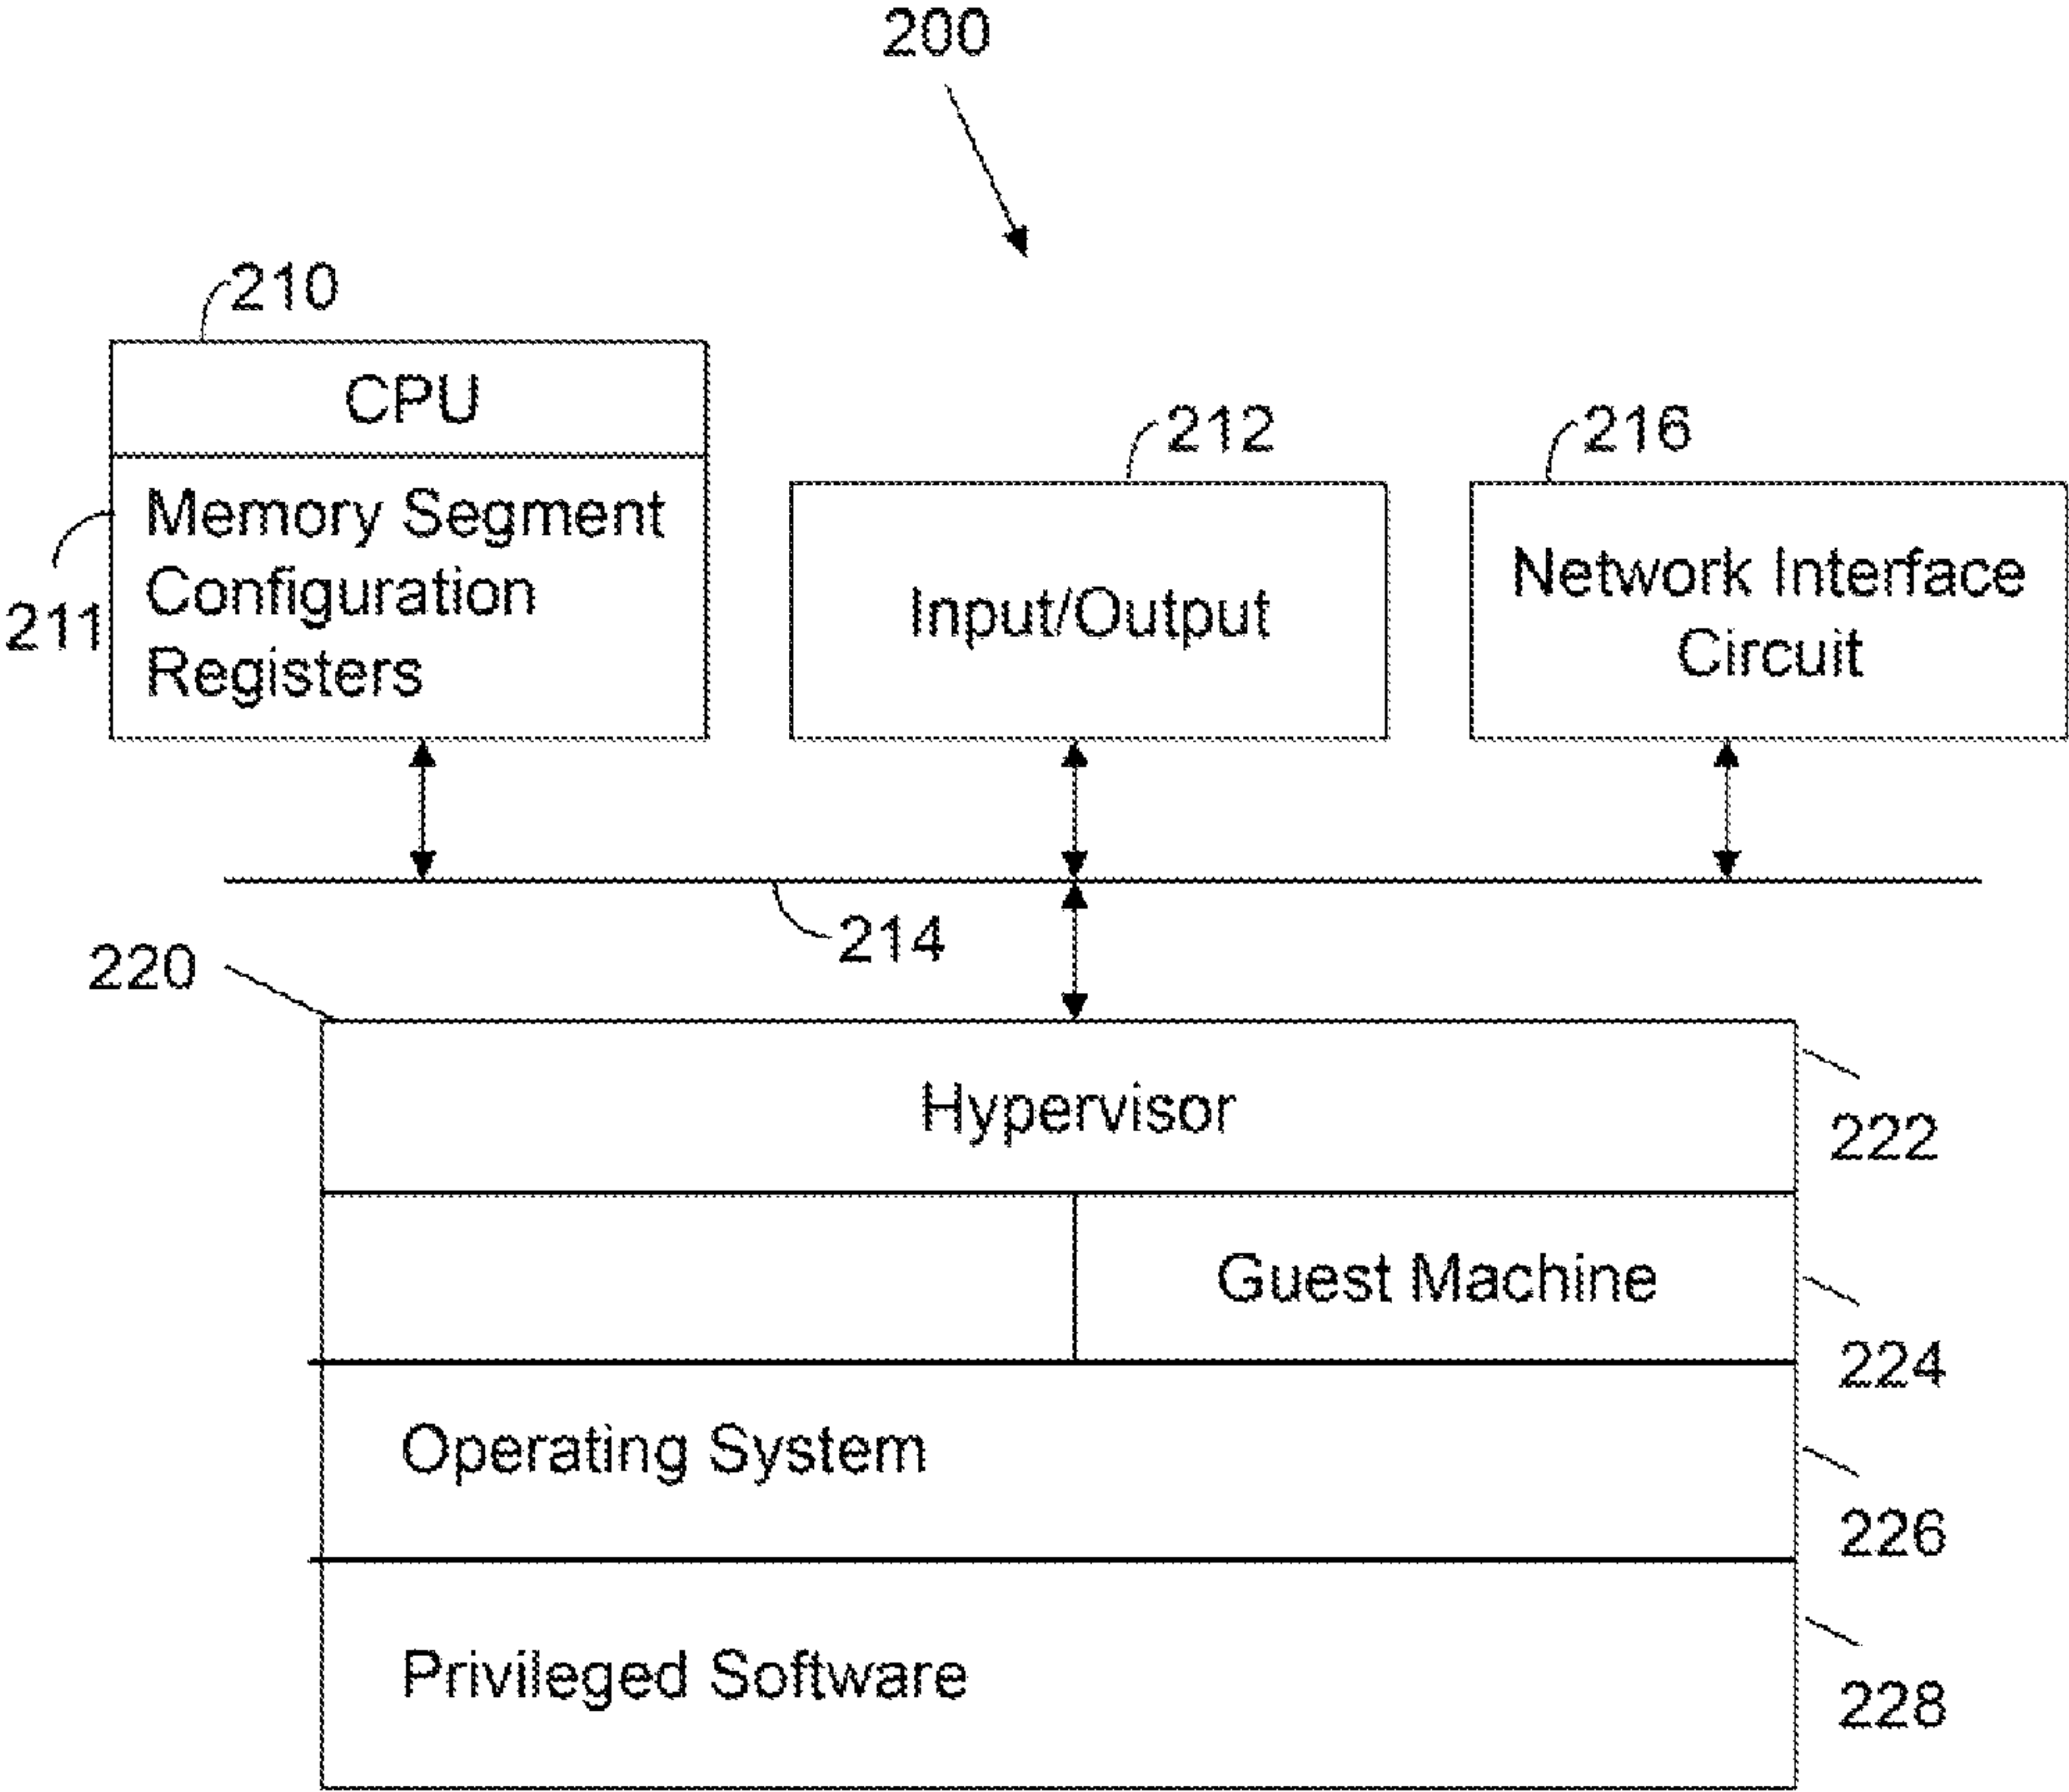 200
210
CPU
212
216
Memory Segment
Configuration
Registers
211
Input/Output
Network Interface
Circuit
214
220
Hypervisor
222
Guest Machine
224
Operating System
226
Privileged Software
228